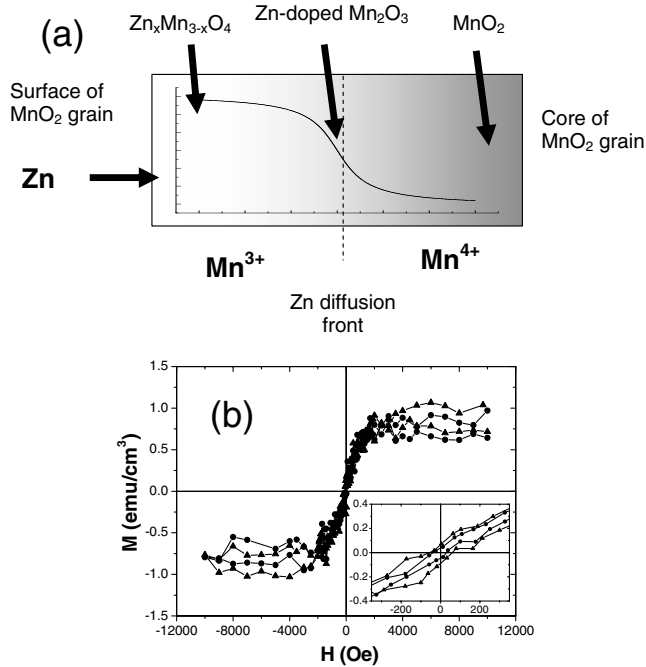 (a)
ZnₓMn₃₋ₓO₄
Zn-doped Mn₂O₃
MnO₂
Surface of
MnO₂ grain
Core of
MnO₂ grain
Zn
Mn³⁺
Mn⁴⁺
Zn diffusion
front
(b)
M (emu/cm³)
1.5
1.0
0.5
0.0
-0.5
-1.0
-1.5
0.4
0.2
0.0
-0.2
-0.4
-200 0 200
-12000 -8000 -4000 0 4000 8000 12000
H (Oe)